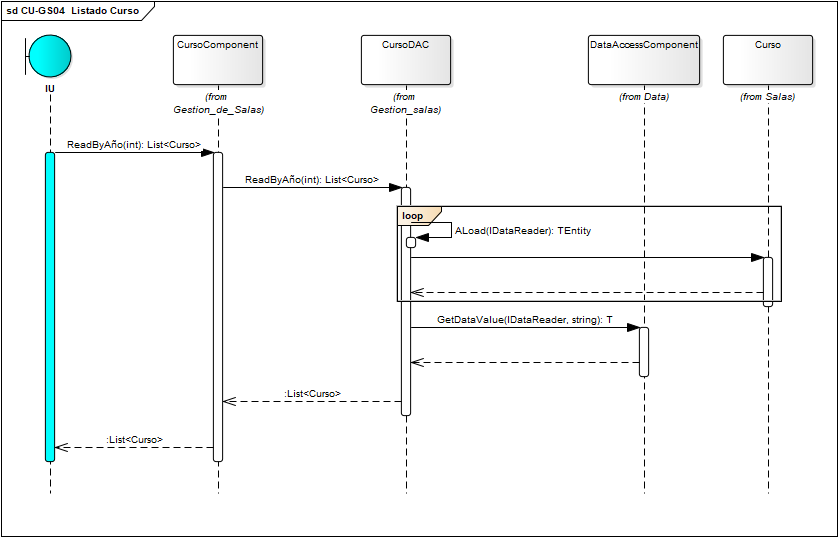 sd CU-GS04 Listado Curso
IU
CursoComponent
(from
Gestion_de_Salas)
CursoDAC
(from
Gestion_salas)
DataAccessComponent
(from Data)
Curso
(from Salas)
ReadByAño(int): List<Curso>
ReadByAño(int): List<Curso>
loop
ALoad(IDataReader): TEntity
GetDataValue(IDataReader, string): T
:List<Curso>
:List<Curso>